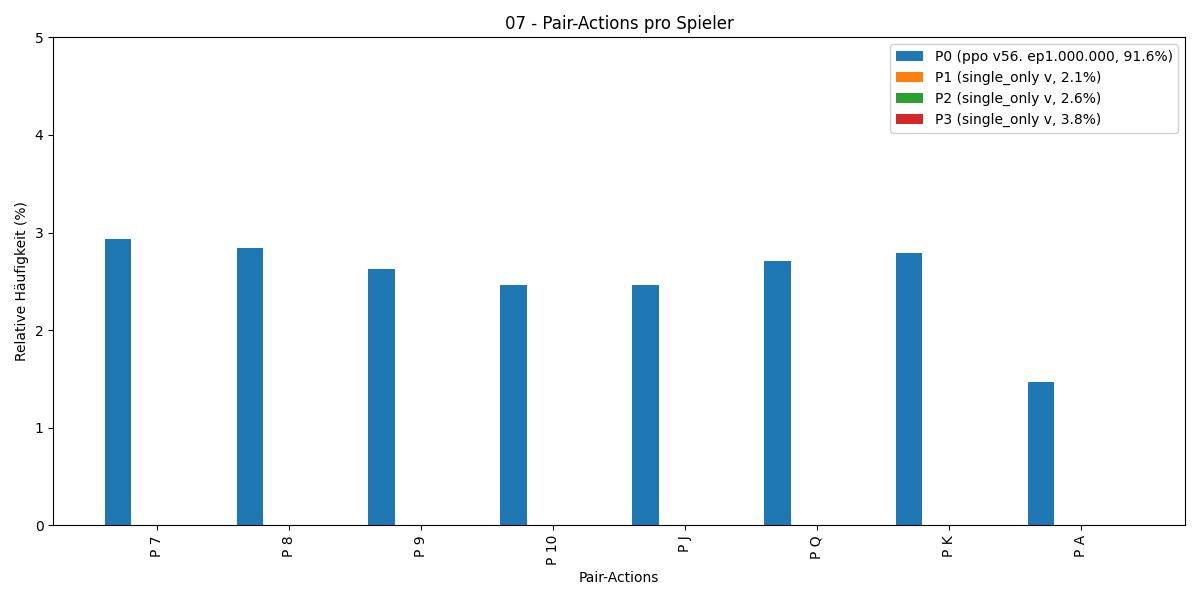 07 - Pair-Actions pro Spieler
P0 (ppo v56. ep1.000.000, 91.6%)
P1 (single_only v, 2.1%)
P2 (single_only v, 2.6%)
P3 (single_only v, 3.8%)
Relative Häufigkeit (%)
5
4
3
2
1
0
P 7
P 8
P 9
P 10
P J
P Q
P K
P A
Pair-Actions